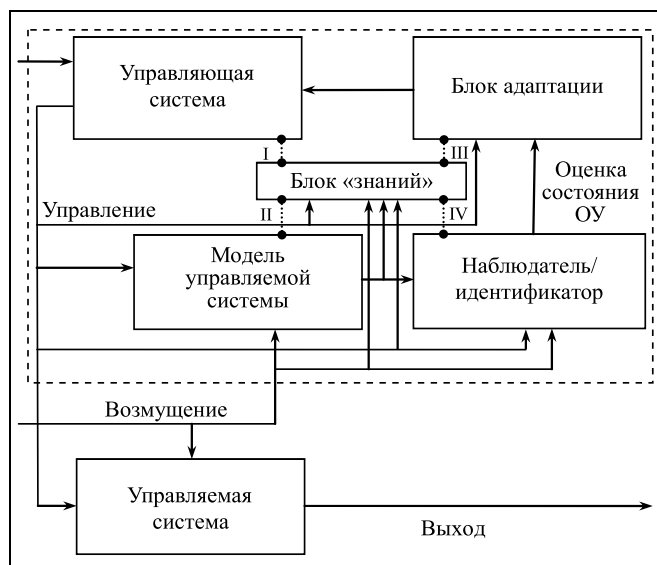 Управляющая
система
Блок адаптации
I
III
Блок «знаний»
Оценка
состояния
ОУ
Управление
II
IV
Модель
управляемой
системы
Наблюдатель/
идентификатор
Возмущение
Управляемая
система
Выход